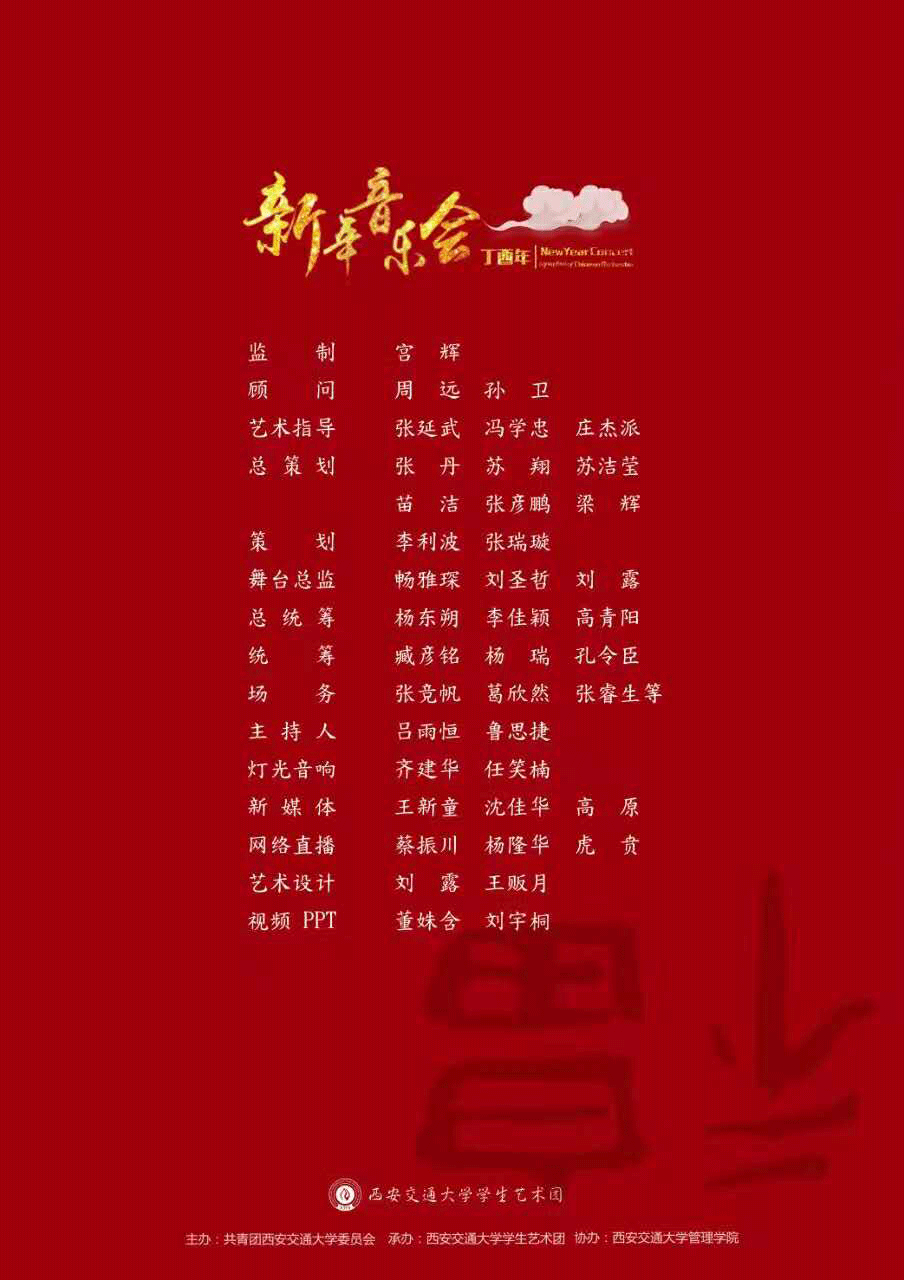 新年音乐会
丁酉年
New Year Concert
监制 宫辉
顾问 周远 孙卫
艺术指导 张延武 冯学忠 庄杰派
总策划 张丹 苏翔 苏洁莹
苗洁 张彦鹏 梁辉
策划 李利波 张瑞璇
舞台总监 畅雅琛 刘圣哲 刘露
总统筹 杨东朔 李佳颖 高青阳
统筹 臧彦铭 杨瑞 孔令臣
场务 张竞帆 葛欣然 张睿生等
主持人 吕雨恒 鲁思捷
灯光音响 齐建华 任笑楠
新媒体 王新童 沈佳华 高原
网络直播 蔡振川 杨隆华 虎贲
艺术设计 刘露 王贩月
视频 PPT 董姝含 刘宇桐
西安交通大学学生艺术团
主办：共青团西安交通大学委员会 承办：西安交通大学学生艺术团 协办：西安交通大学管理学院